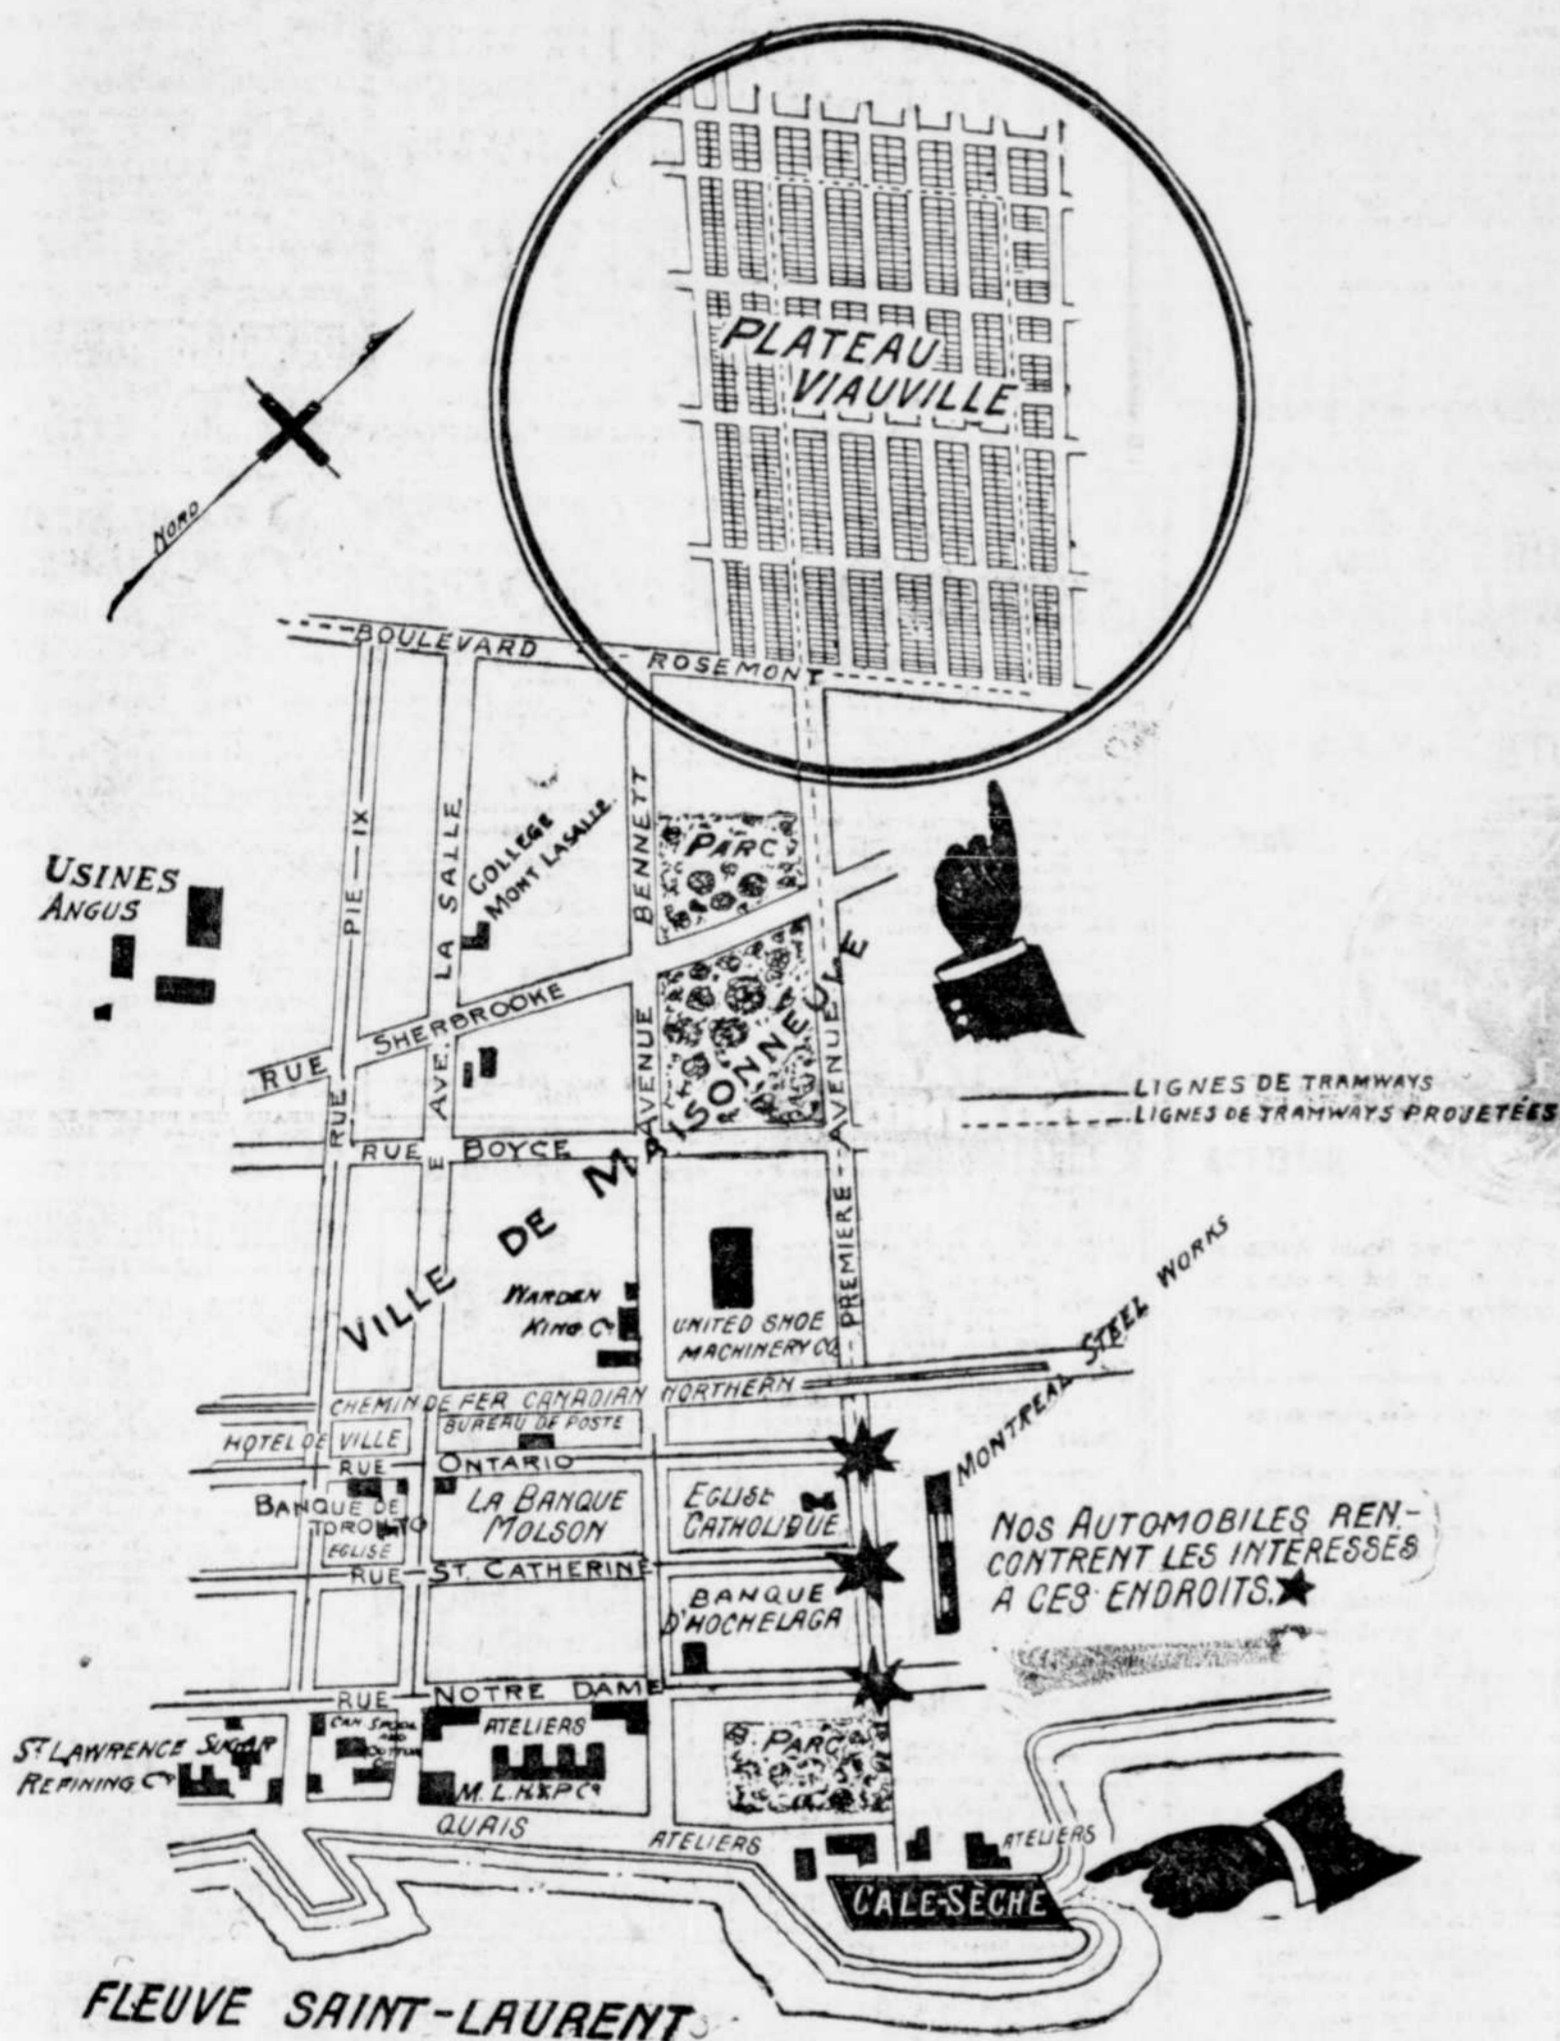 PLATEAU
VIAUVILLE
NORD
BOULEVARD ROSEMONT
RUE PIE-IX
AVE. LA SALLE
COLLEGE
MONT LASALLE
AVENUE BENNETT
PARC
USINES
ANGUS
RUE SHERBROOKE
LIGNES DE TRAMWAYS
LIGNES DE TRAMWAYS PROJETÉES
RUE BOYCE
VILLE DE MAISONNEUVE
PREMIERE AVENUE
WARDEN
KING Co
UNITED SHOE
MACHINERY CO
MONTREAL STEEL WORKS
CHEMIN DE FER CANADIAN NORTHERN
HOTEL DE VILLE
BUREAU DE POSTE
RUE ONTARIO
BANQUE DE
TORONTO
EGLISE
LA BANQUE
MOLSON
EGLISE
CATHOLIQUE
NOS AUTOMOBILES REN-
CONTRENT LES INTÉRESSÉS
A CES ENDROITS.
RUE ST. CATHERINE
BANQUE
D'HOCHELAGA
RUE NOTRE DAME
ST LAWRENCE SUGAR
REFINING Co
CAN SPOOL
AND
ATELIERS
M. L. H & P Co
PARC
QUAIS
ATELIERS
ATELIERS
CALE-SÈCHE
FLEUVE SAINT-LAURENT